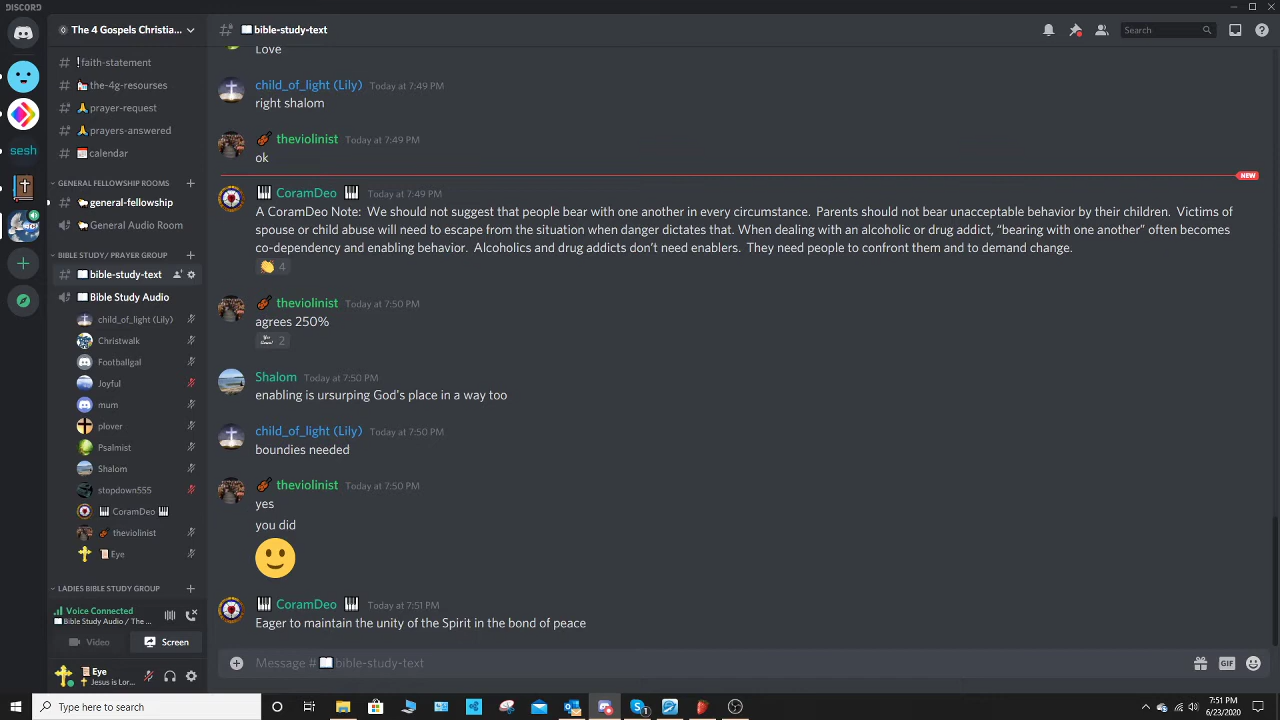 DISCORD
The 4 Gospels Christia...
faith-statement
the-4g-resourses
prayer-request
prayers-answered
calendar
GENERAL FELLOWSHIP ROOMS
general-fellowship
General Audio Room
BIBLE STUDY/ PRAYER GROUP
bible-study-text
Bible Study Audio
child_of_light (Lily)
Christwalk
Footballgal
Joyful
mum
plover
Psalmist
Shalom
stopdown555
CoramDeo
theviolinist
Eye
LADIES BIBLE STUDY GROUP
Voice Connected
Bible Study Audio / The ...
Video
Screen
Eye
Jesus is Lor...
sesh
bible-study-text
Search
Love
child_of_light (Lily) Today at 7:49 PM
right shalom
theviolinist Today at 7:49 PM
ok
NEW
CoramDeo Today at 7:49 PM
A CoramDeo Note: We should not suggest that people bear with one another in every circumstance. Parents should not bear unacceptable behavior by their children. Victims of
spouse or child abuse will need to escape from the situation when danger dictates that. When dealing with an alcoholic or drug addict, “bearing with one another” often becomes
co-dependency and enabling behavior. Alcoholics and drug addicts don’t need enablers. They need people to confront them and to demand change.
4
theviolinist Today at 7:50 PM
agrees 250%
2
Shalom Today at 7:50 PM
enabling is ursurping God's place in a way too
child_of_light (Lily) Today at 7:50 PM
boundies needed
theviolinist Today at 7:50 PM
yes
you did
CoramDeo Today at 7:51 PM
Eager to maintain the unity of the Spirit in the bond of peace
Message # bible-study-text
GIF
Type here to search
7:51 PM
6/23/2020